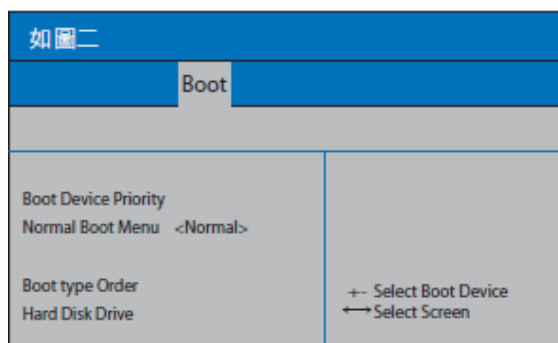 如圖二
Boot
Boot Device Priority
Normal Boot Menu <Normal>
Boot type Order
Hard Disk Drive
+- Select Boot Device
⟷ Select Screen